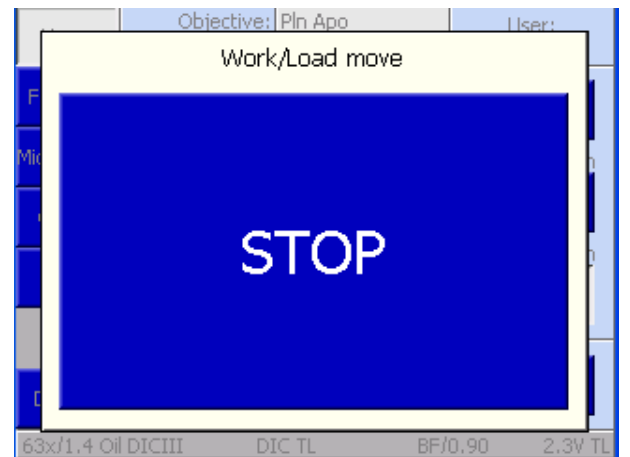 Objective: Pln Apo User:
Work/Load move
STOP
63x/1.4 Oil DICIII DIC TL BF/0.90 2.3V TL